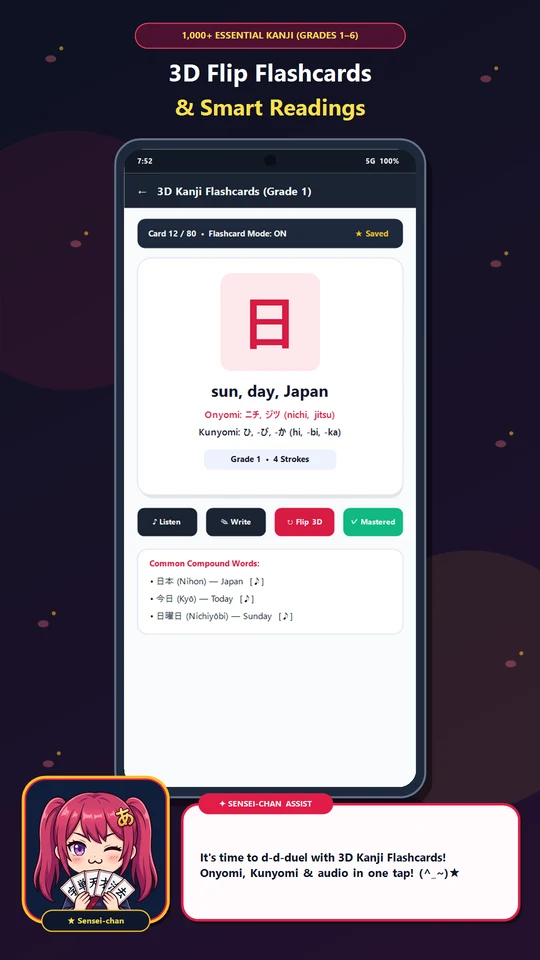 1,000+ ESSENTIAL KANJI (GRADES 1–6)
3D Flip Flashcards
& Smart Readings
7:52
5G 100%
← 3D Kanji Flashcards (Grade 1)
Card 12 / 80 • Flashcard Mode: ON
★ Saved
日
sun, day, Japan
Onyomi: ニチ, ジツ (nichi, jitsu)
Kunyomi: ひ, -び, -か (hi, -bi, -ka)
Grade 1 • 4 Strokes
♪ Listen
✎ Write
↻ Flip 3D
✓ Mastered
Common Compound Words:
• 日本 (Nihon) — Japan [♪]
• 今日 (Kyō) — Today [♪]
• 日曜日 (Nichiyōbi) — Sunday [♪]
あ
★ Sensei-chan
✦ SENSEI-CHAN ASSIST
It's time to d-d-duel with 3D Kanji Flashcards!
Onyomi, Kunyomi & audio in one tap! (^_~)★